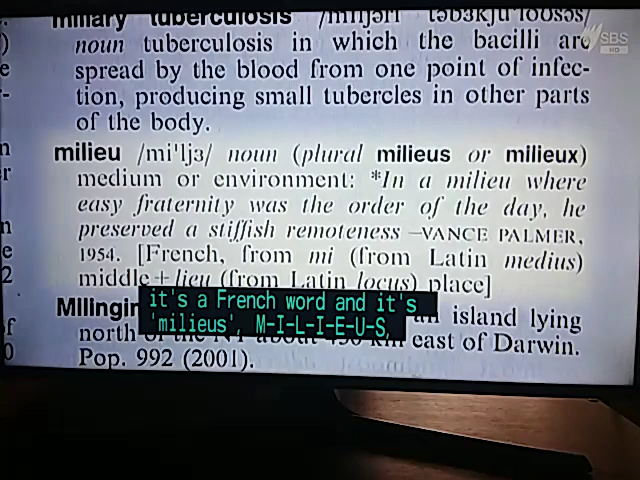 miliary tuberculosis
SBS
HD
noun tuberculosis in which the bacilli are
spread by the blood from one point of infec-
tion, producing small tubercles in other parts
of the body.
milieu /mi'ljɜ/ noun (plural milieus or milieux)
medium or environment: *In a milieu where
easy fraternity was the order of the day, he
preserved a stiffish remoteness –VANCE PALMER,
1954. [French, from mi (from Latin medius)
middle + lieu (from Latin locus) place]
it's a French word and it's
'milieus', M-I-L-I-E-U-S,
island lying
north east of Darwin.
Pop. 992 (2001).